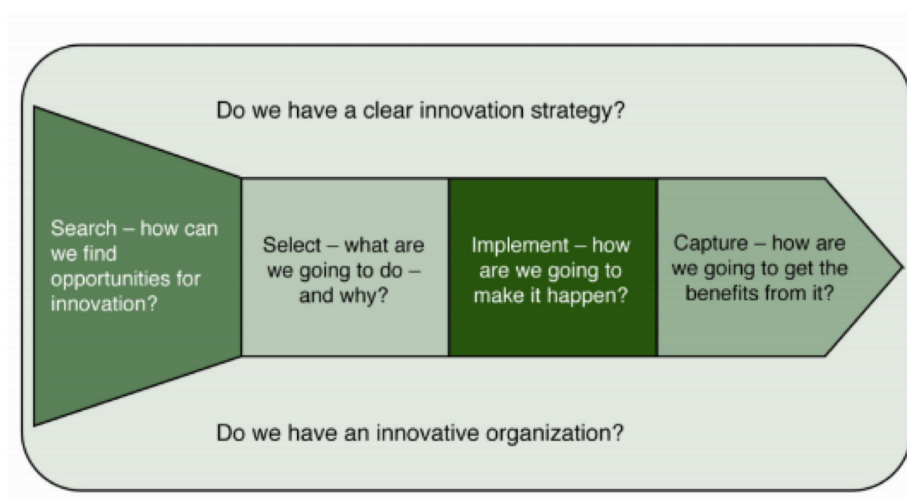 Do we have a clear innovation strategy?
Search – how can
we find
opportunities for
innovation?
Select – what are
we going to do –
and why?
Implement – how
are we going to
make it happen?
Capture – how are
we going to get the
benefits from it?
Do we have an innovative organization?